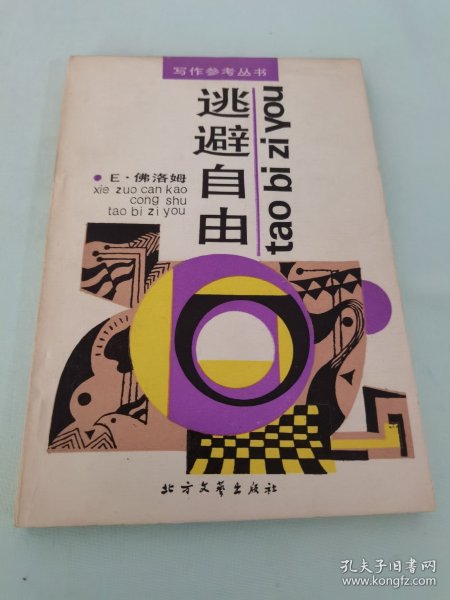 写作参考丛书
逃避自由
tao bi zi you
E·佛洛姆
xie zuo can kao
cong shu
tao bi zi you
北方文艺出版社
孔夫子旧书网
www.kongfz.com